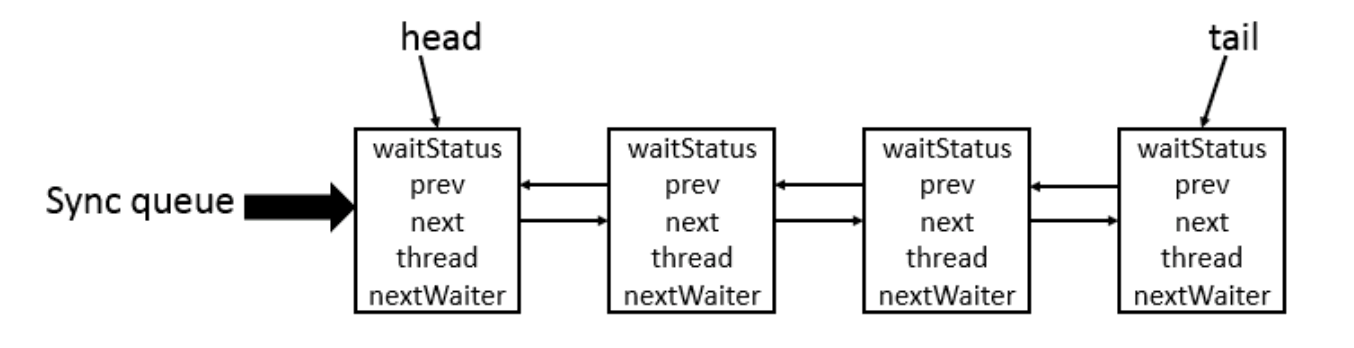 head
tail
Sync queue
waitStatus
prev
next
thread
nextWaiter
waitStatus
prev
next
thread
nextWaiter
waitStatus
prev
next
thread
nextWaiter
waitStatus
prev
next
thread
nextWaiter